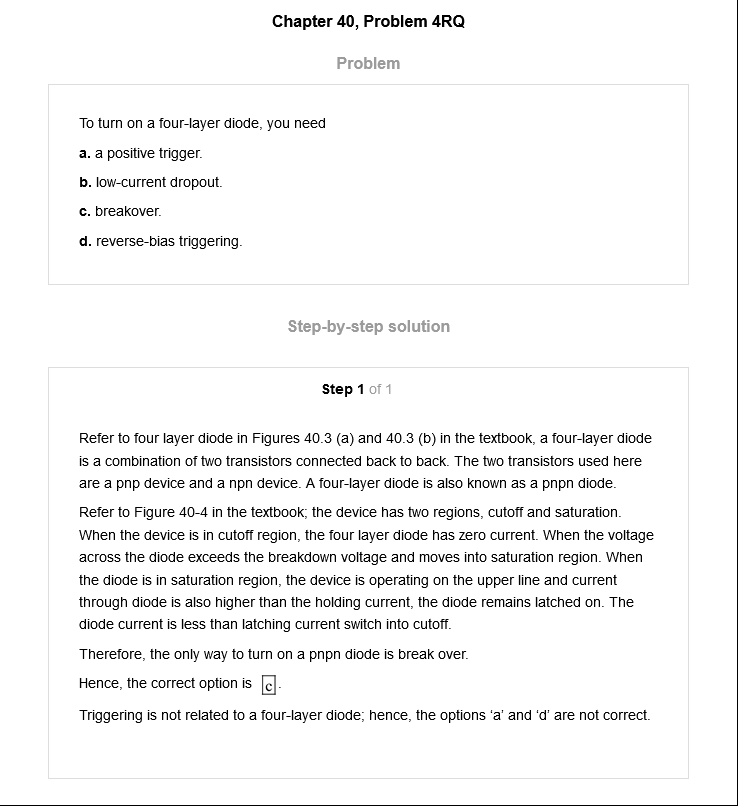 Chapter 40, Problem 4RQ
Problem
To turn on a four-layer diode, you need
a. a positive trigger.
b. low-current dropout.
c. breakover.
d. reverse-bias triggering.
Step-by-step solution
Step 1 of 1
Refer to four layer diode in Figures 40.3 (a) and 40.3 (b) in the textbook, a four-layer diode
is a combination of two transistors connected back to back. The two transistors used here
are a pnp device and a npn device. A four-layer diode is also known as a pnpn diode.
Refer to Figure 40-4 in the textbook; the device has two regions, cutoff and saturation.
When the device is in cutoff region, the four layer diode has zero current. When the voltage
across the diode exceeds the breakdown voltage and moves into saturation region. When
the diode is in saturation region, the device is operating on the upper line and current
through diode is also higher than the holding current, the diode remains latched on. The
diode current is less than latching current switch into cutoff.
Therefore, the only way to turn on a pnpn diode is break over.
Hence, the correct option is c.
Triggering is not related to a four-layer diode; hence, the options ‘a’ and ‘d’ are not correct.